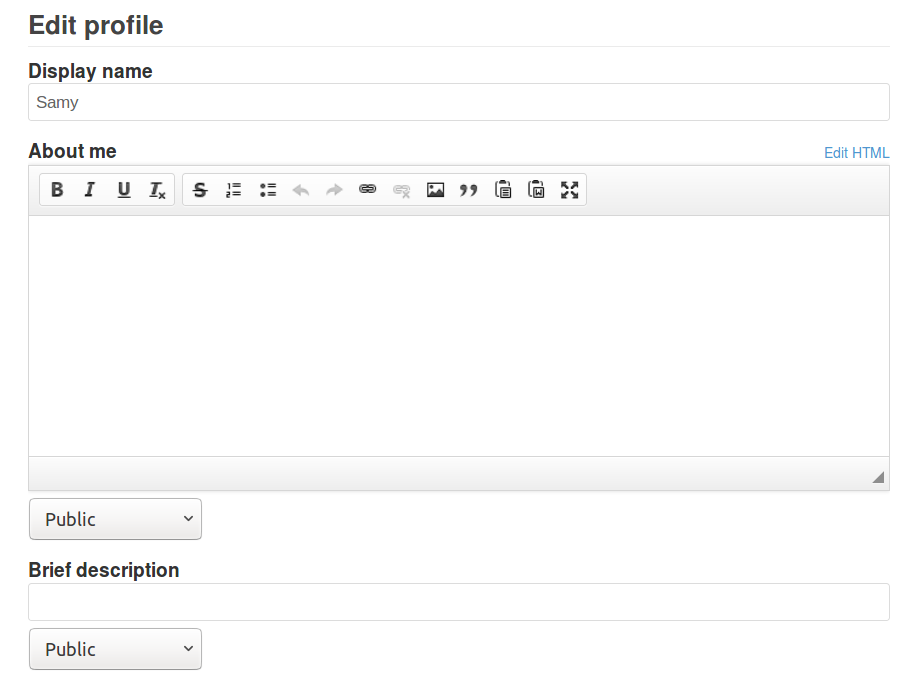 Edit profile
Display name
Samy
About me
Edit HTML
Public
Brief description
Public